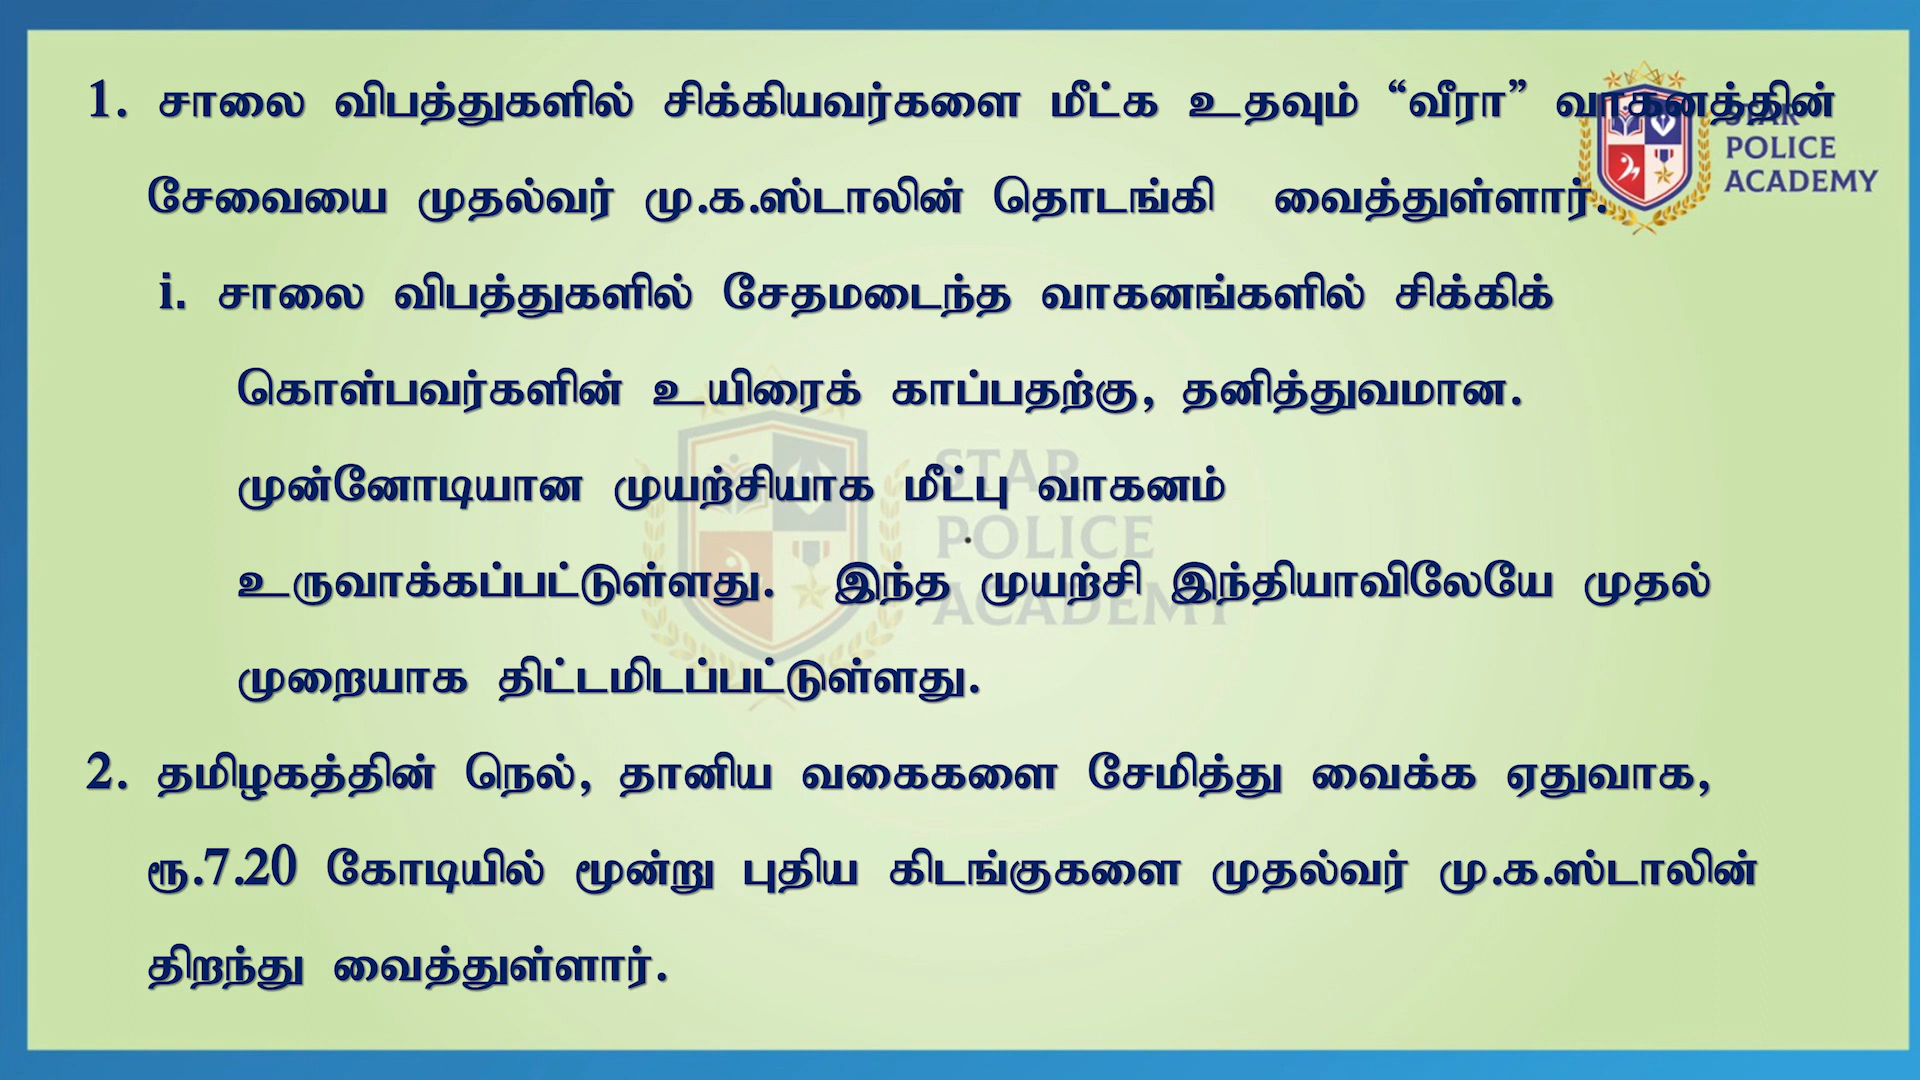 1. சாலை விபத்துகளில் சிக்கியவர்களை மீட்க உதவும் “வீரா” வாகனத்தின்
சேவையை முதல்வர் மு.க.ஸ்டாலின் தொடங்கி வைத்துள்ளார்.
i. சாலை விபத்துகளில் சேதமடைந்த வாகனங்களில் சிக்கிக்
கொள்பவர்களின் உயிரைக் காப்பதற்கு, தனித்துவமான.
முன்னோடியான முயற்சியாக மீட்பு வாகனம்
உருவாக்கப்பட்டுள்ளது. இந்த முயற்சி இந்தியாவிலேயே முதல்
முறையாக திட்டமிடப்பட்டுள்ளது.
2. தமிழகத்தின் நெல், தானிய வகைகளை சேமித்து வைக்க ஏதுவாக,
ரூ.7.20 கோடியில் மூன்று புதிய கிடங்குகளை முதல்வர் மு.க.ஸ்டாலின்
திறந்து வைத்துள்ளார்.
STAR
POLICE
ACADEMY
STAR
POLICE
ACADEMY